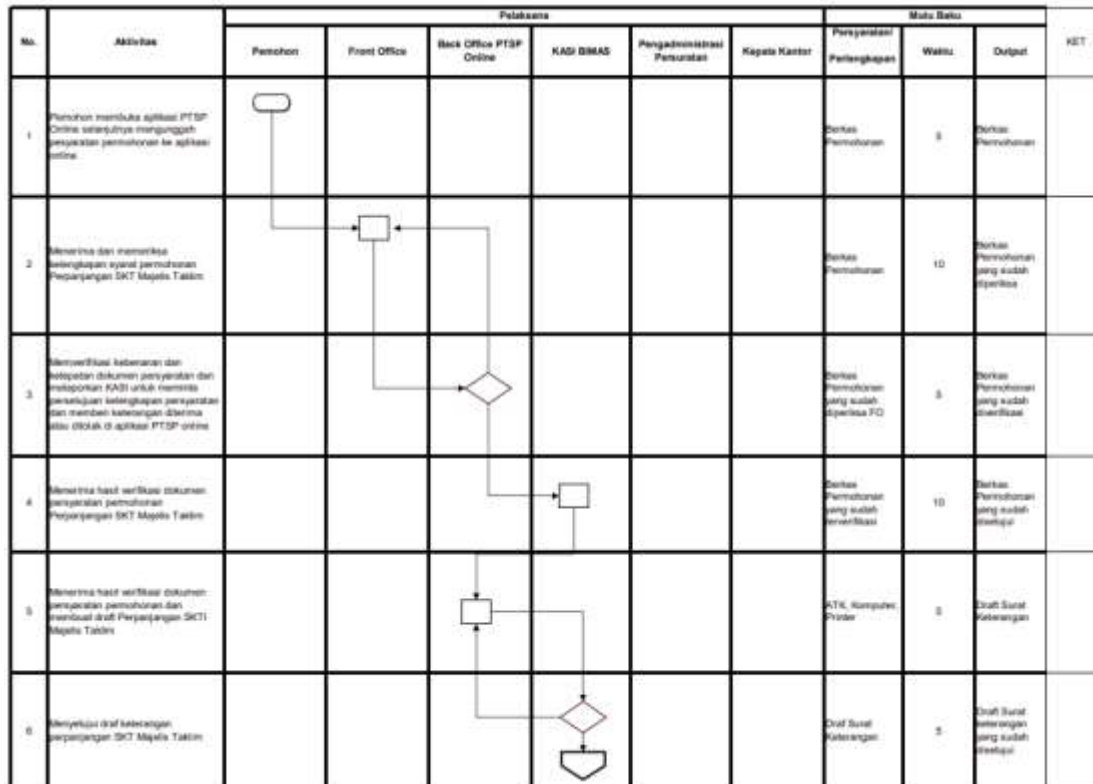 No.
Aktivitas
Pelaksana
Pemohon
Front Office
Back Office PTSP
Online
KASI BIMAS
Pengadministrasi
Persuratan
Kepala Kantor
Mutu Baku
Persyaratan/
Perlengkapan
Waktu
Output
KET
1
Pemohon membuka aplikasi PTSP
Online selanjutnya mengunggah
persyaratan permohonan ke aplikasi
online
Berkas
Permohonan
5
Berkas
Permohonan
2
Menerima dan memeriksa
kelengkapan syarat permohonan
Perpanjangan SKT Majelis Taklim
Berkas
Permohonan
10
Berkas
Permohonan
yang sudah
diperiksa
3
Memverifikasi kebenaran dan
ketepatan dokumen persyaratan dan
melaporkan KASI untuk meminta
persetujuan kelengkapan persyaratan
dan memberi keterangan diterima
atau ditolak di aplikasi PTSP online
Berkas
Permohonan
yang sudah
diperiksa FO
5
Berkas
Permohonan
yang sudah
diverifikasi
4
Menerima hasil verifikasi dokumen
persyaratan permohonan
Perpanjangan SKT Majelis Taklim
Berkas
Permohonan
yang sudah
terverifikasi
10
Berkas
Permohonan
yang sudah
disetujui
5
Menerima hasil verifikasi dokumen
persyaratan permohonan dan
membuat draft Perpanjangan SKTI
Majelis Taklim
ATK, Komputer,
Printer
5
Draft Surat
Keterangan
6
Menyetujui draf keterangan
perpanjangan SKT Majelis Taklim
Draf Surat
Keterangan
5
Draft Surat
keterangan
yang sudah
disetujui